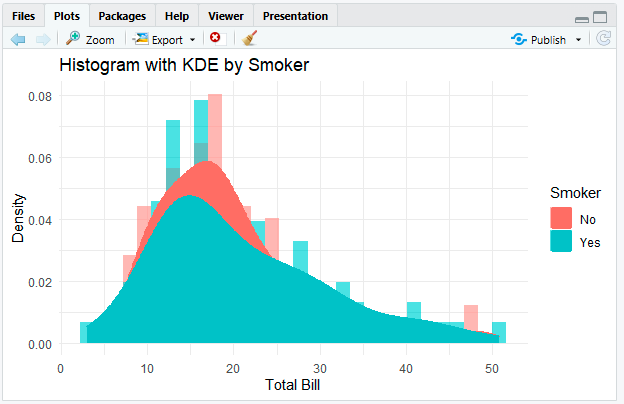 Files Plots Packages Help Viewer Presentation
Zoom Export Publish
Histogram with KDE by Smoker
0.08
0.06
0.04
0.02
0.00
Density
0 10 20 30 40 50
Total Bill
Smoker
No
Yes